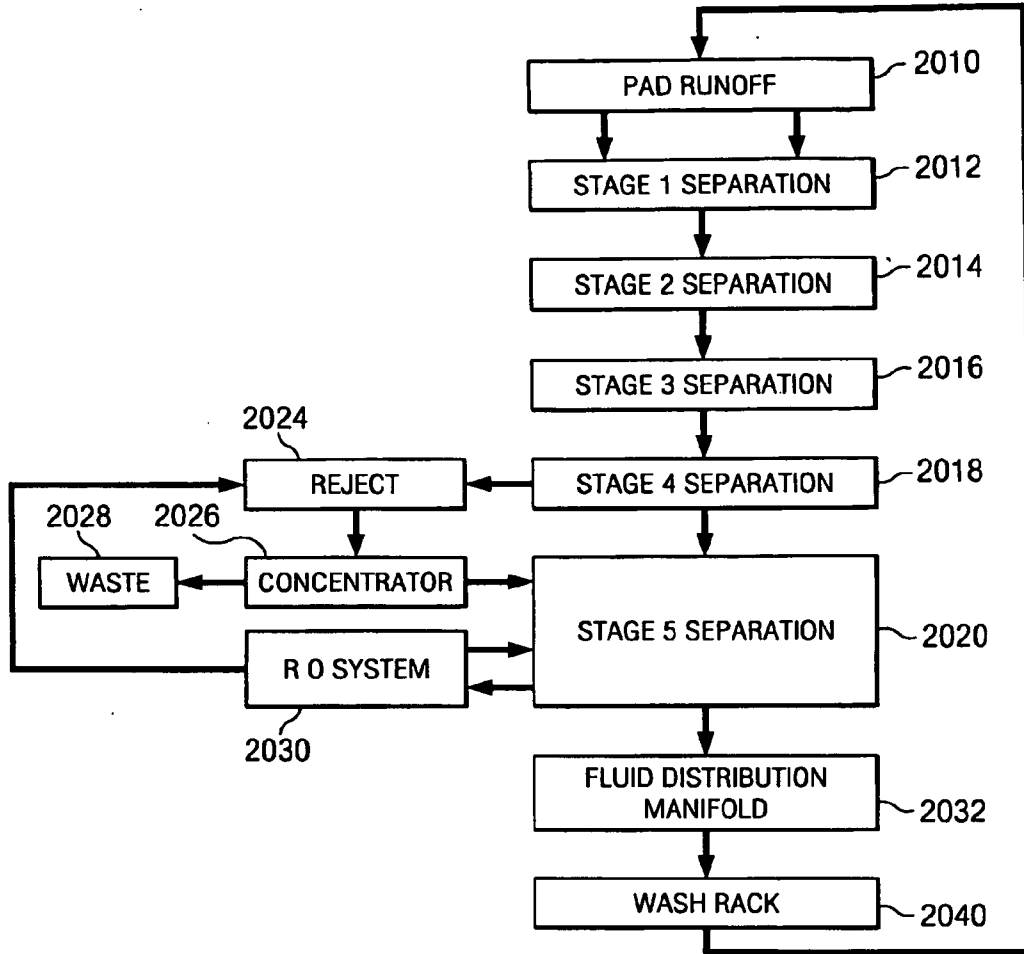 PAD RUNOFF
2010
STAGE 1 SEPARATION
2012
STAGE 2 SEPARATION
2014
STAGE 3 SEPARATION
2016
2024
REJECT
STAGE 4 SEPARATION
2018
2028
2026
WASTE
CONCENTRATOR
STAGE 5 SEPARATION
2020
R O SYSTEM
2030
FLUID DISTRIBUTION
MANIFOLD
2032
WASH RACK
2040